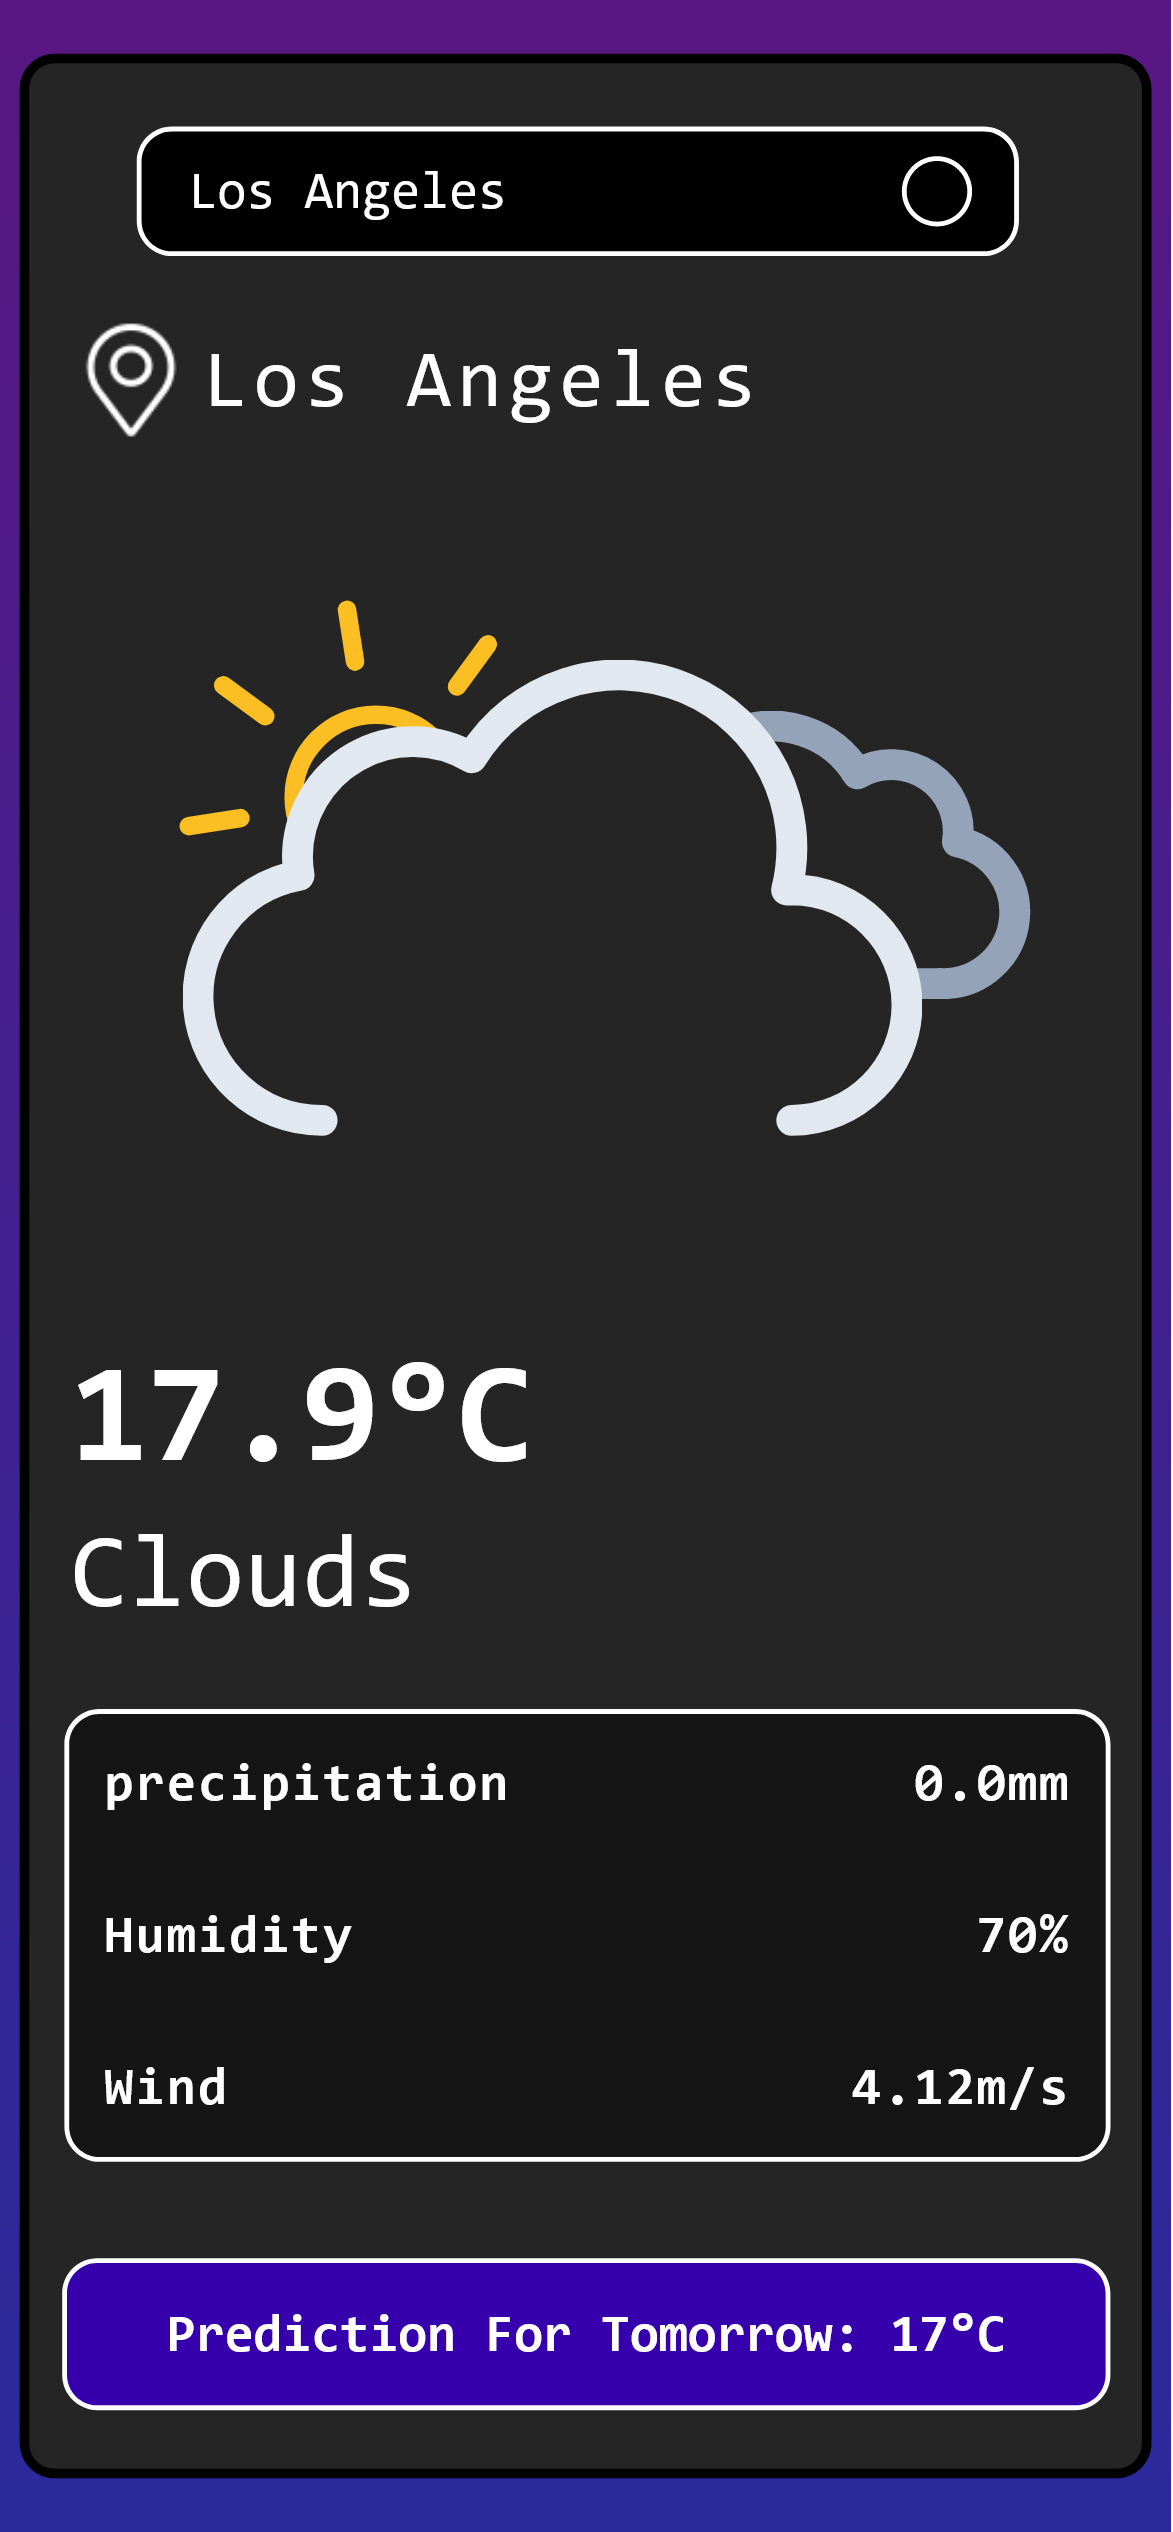 Los Angeles
Los Angeles
17.9°C
Clouds
precipitation 0.0mm
Humidity 70%
Wind 4.12m/s
Prediction For Tomorrow: 17°C